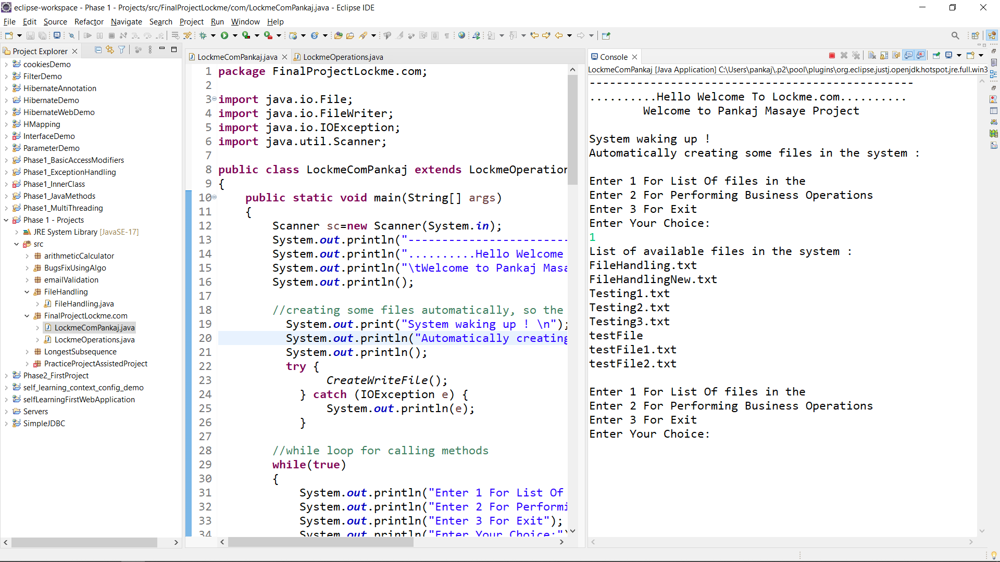 eclipse-workspace - Phase 1 - Projects/src/FinalProjectLockme/com/LockmeComPankaj.java - Eclipse IDE
File Edit Source Refactor Navigate Search Project Run Window Help
Project Explorer
cookiesDemo
FilterDemo
HibernateAnnotation
HibernateDemo
HibernateWebDemo
HMapping
InterfaceDemo
ParameterDemo
Phase1_BasicAccessModifiers
Phase1_ExceptionHandling
Phase1_InnerClass
Phase1_JavaMethods
Phase1_MultiThreading
Phase 1 - Projects
JRE System Library [JavaSE-17]
src
arithmeticCalculator
BugsFixUsingAlgo
emailValidation
FileHandling
FileHandling.java
FinalProjectLockme.com
LockmeComPankaj.java
LockmeOperations.java
LongestSubsequence
PracticeProjectAssistedProject
Phase2_FirstProject
self_learning_context_config_demo
selfLearningFirstWebApplication
Servers
SimpleJDBC
LockmeComPankaj.java LockmeOperations.java
1 package FinalProjectLockme.com;
2
3 import java.io.File;
4 import java.io.FileWriter;
5 import java.io.IOException;
6 import java.util.Scanner;
7
8 public class LockmeComPankaj extends LockmeOperation
9 {
10 public static void main(String[] args)
11 {
12 Scanner sc=new Scanner(System.in);
13 System.out.println("------------------------
14 System.out.println("..........Hello Welcome
15 System.out.println("\tWelcome to Pankaj Masa
16 System.out.println();
17
18 //creating some files automatically, so the
19 System.out.print("System waking up ! \n");
20 System.out.println("Automatically creating
21 System.out.println();
22 try {
23 CreateWriteFile();
24 } catch (IOException e) {
25 System.out.println(e);
26 }
27
28 //while loop for calling methods
29 while(true)
30 {
31 System.out.println("Enter 1 For List Of
32 System.out.println("Enter 2 For Performi
33 System.out.println("Enter 3 For Exit");
34 System.out.println("Enter Your Choice:")
Console
LockmeComPankaj [Java Application] C:\Users\pankaj\.p2\pool\plugins\org.eclipse.justj.openjdk.hotspot.jre.full.win3
------------------------------------------------
..........Hello Welcome To Lockme.com..........
Welcome to Pankaj Masaye Project
System waking up !
Automatically creating some files in the system :
Enter 1 For List Of files in the
Enter 2 For Performing Business Operations
Enter 3 For Exit
Enter Your Choice:
1
List of available files in the system :
FileHandling.txt
FileHandlingNew.txt
Testing1.txt
Testing2.txt
Testing3.txt
testFile
testFile1.txt
testFile2.txt
Enter 1 For List Of files in the
Enter 2 For Performing Business Operations
Enter 3 For Exit
Enter Your Choice: